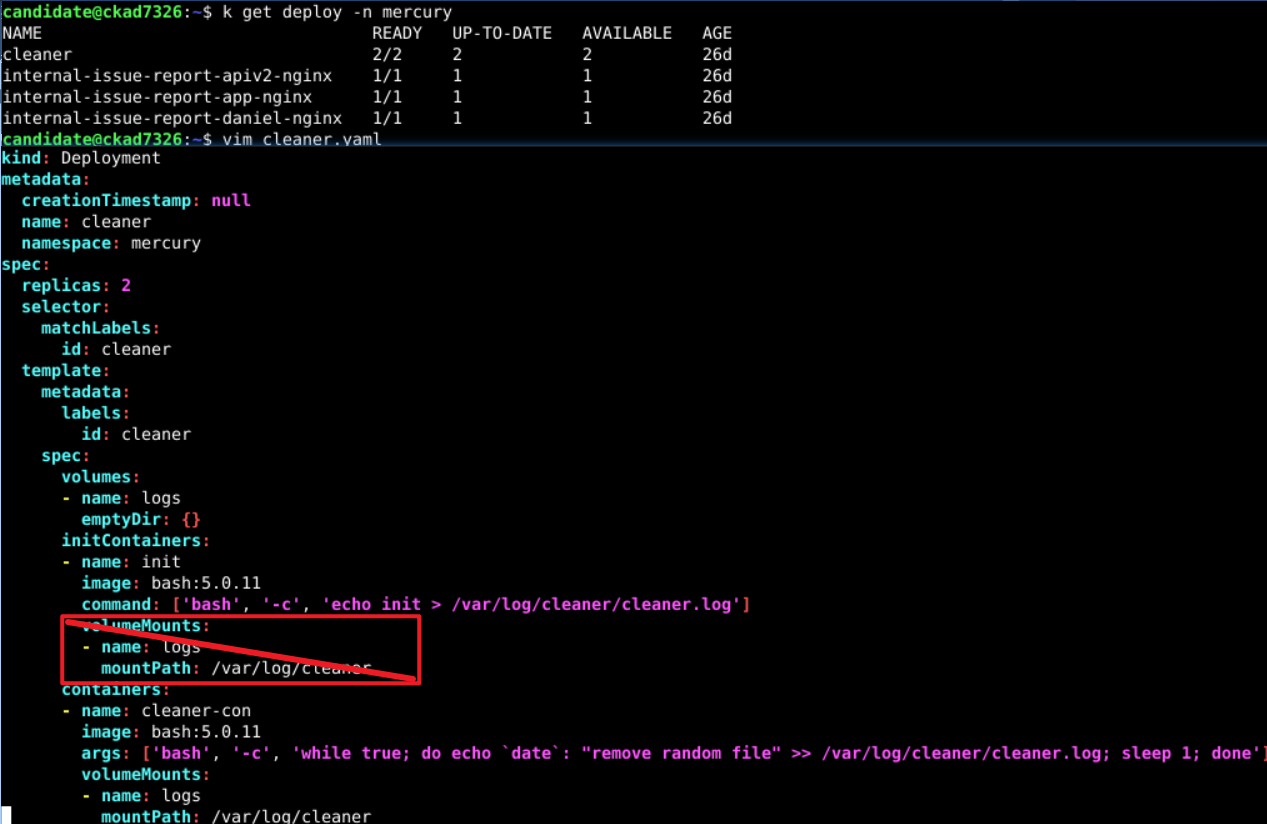 candidate@ckad7326:~$ k get deploy -n mercury
NAME                                 READY   UP-TO-DATE   AVAILABLE   AGE
cleaner                              2/2     2            2           26d
internal-issue-report-apiv2-nginx    1/1     1            1           26d
internal-issue-report-app-nginx      1/1     1            1           26d
internal-issue-report-daniel-nginx   1/1     1            1           26d
candidate@ckad7326:~$ vim cleaner.yaml
kind: Deployment
metadata:
  creationTimestamp: null
  name: cleaner
  namespace: mercury
spec:
  replicas: 2
  selector:
    matchLabels:
      id: cleaner
  template:
    metadata:
      labels:
        id: cleaner
    spec:
      volumes:
      - name: logs
        emptyDir: {}
      initContainers:
      - name: init
        image: bash:5.0.11
        command: ['bash', '-c', 'echo init > /var/log/cleaner/cleaner.log']
        volumeMounts:
        - name: logs
          mountPath: /var/log/cleaner
      containers:
      - name: cleaner-con
        image: bash:5.0.11
        args: ['bash', '-c', 'while true; do echo `date`: "remove random file" >> /var/log/cleaner/cleaner.log; sleep 1; done']
        volumeMounts:
        - name: logs
          mountPath: /var/log/cleaner